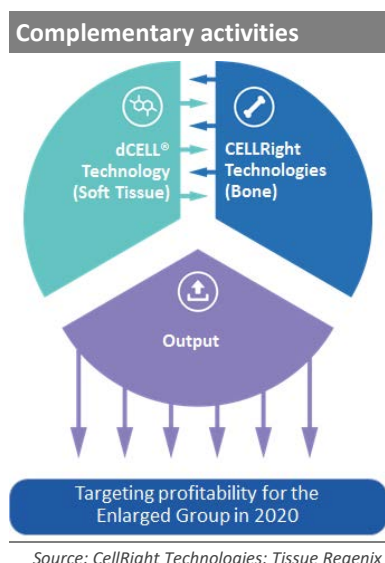 Complementary activities
dCELL®
Technology
(Soft Tissue)
CELLRight
Technologies
(Bone)
Output
Targeting profitability for the
Enlarged Group in 2020
Source: CellRight Technologies; Tissue Regenix